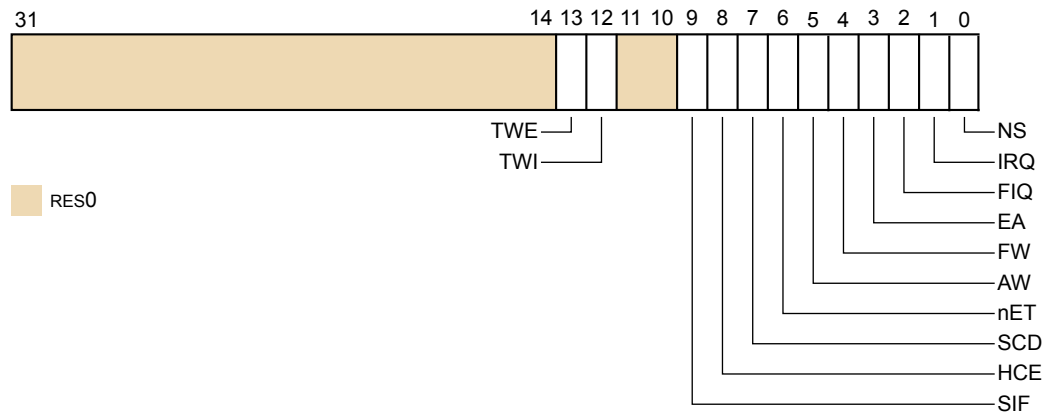 31 14 13 12 11 10 9 8 7 6 5 4 3 2 1 0
TWE NS
TWI IRQ
RES0 FIQ
EA
FW
AW
nET
SCD
HCE
SIF